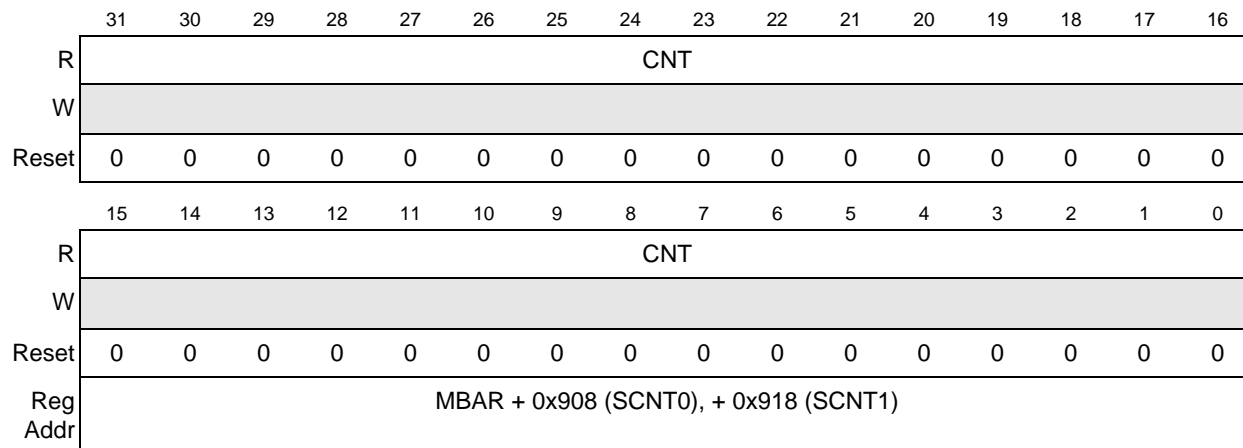 31 30 29 28 27 26 25 24 23 22 21 20 19 18 17 16
R CNT
W
Reset 0 0 0 0 0 0 0 0 0 0 0 0 0 0 0 0
15 14 13 12 11 10 9 8 7 6 5 4 3 2 1 0
R CNT
W
Reset 0 0 0 0 0 0 0 0 0 0 0 0 0 0 0 0
Reg MBAR + 0x908 (SCNT0), + 0x918 (SCNT1)
Addr